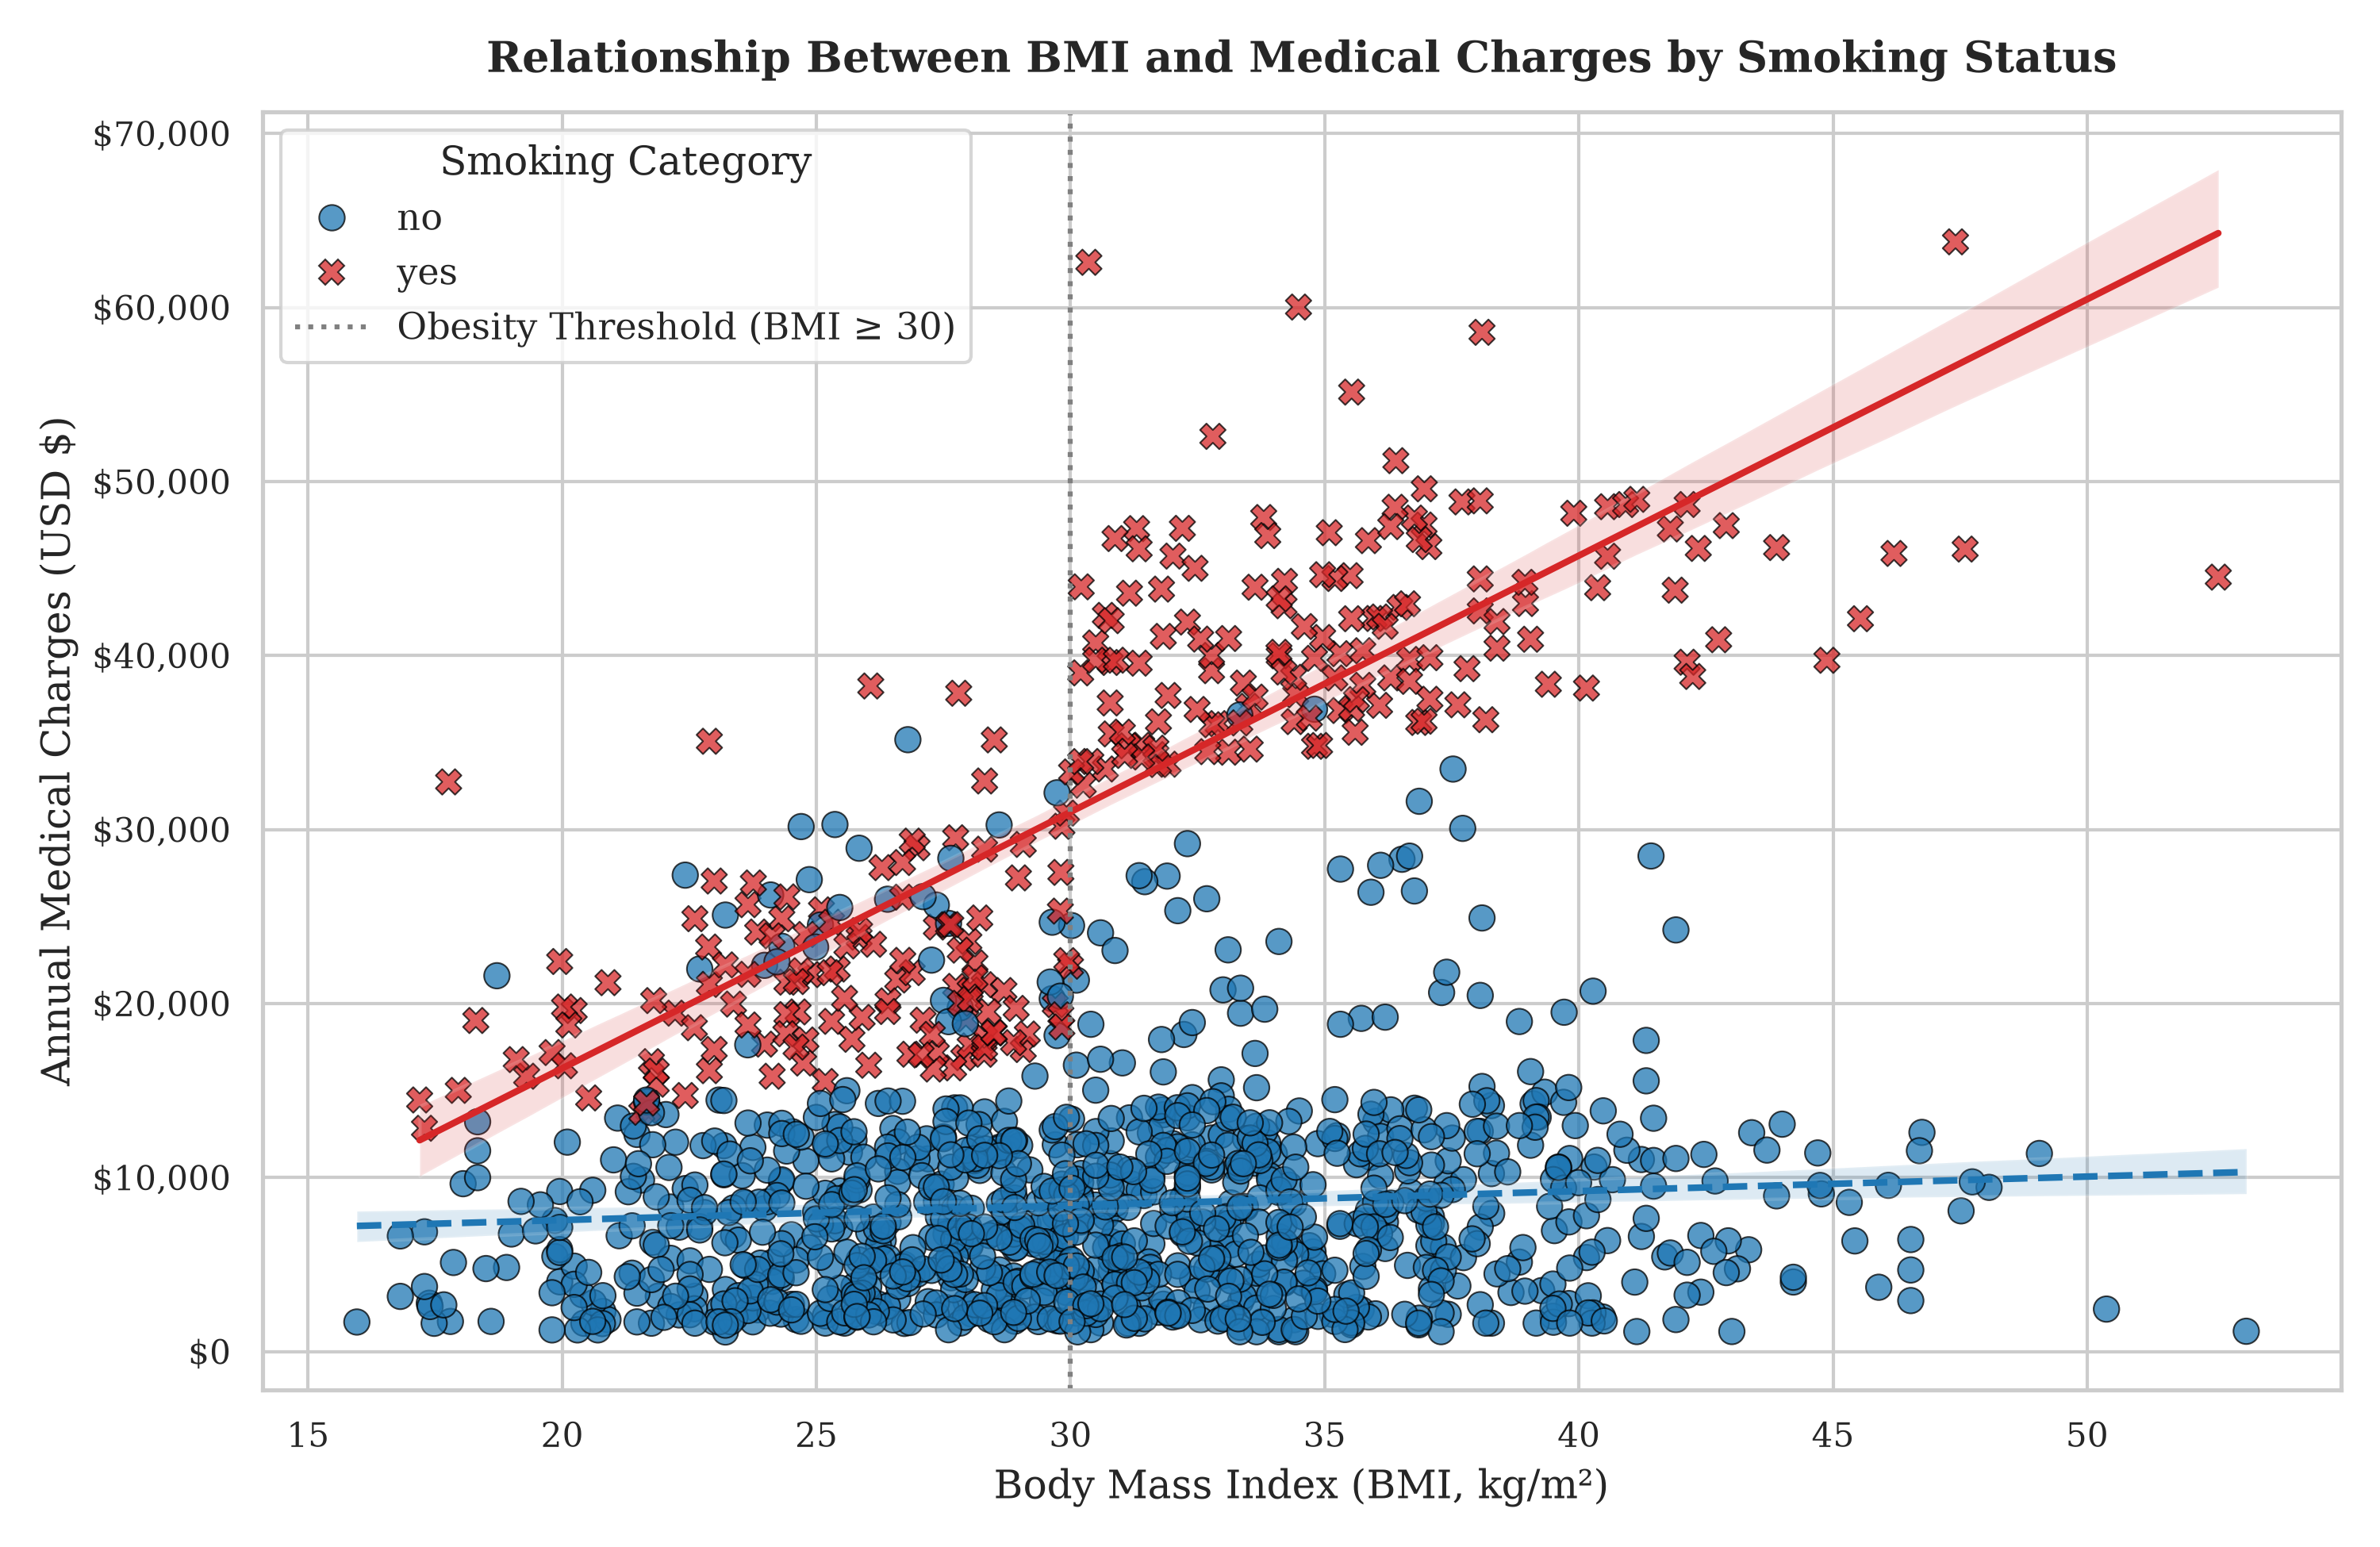 Relationship Between BMI and Medical Charges by Smoking Status
$70,000
$60,000
$50,000
$40,000
$30,000
$20,000
$10,000
$0
Annual Medical Charges (USD $)
Smoking Category
no
yes
Obesity Threshold (BMI ≥ 30)
15 20 25 30 35 40 45 50
Body Mass Index (BMI, kg/m²)